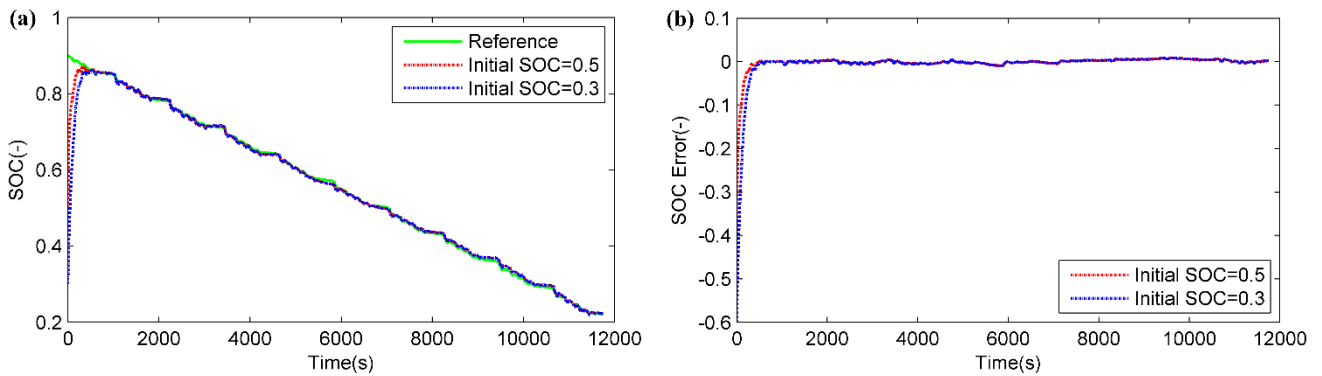 (a)
1
0.8
0.6
0.4
0.2
SOC(-)
Reference
Initial SOC=0.5
Initial SOC=0.3
0 2000 4000 6000 8000 10000 12000
Time(s)
(b)
0.1
0
-0.1
-0.2
-0.3
-0.4
-0.5
-0.6
SOC Error(-)
Initial SOC=0.5
Initial SOC=0.3
0 2000 4000 6000 8000 10000 12000
Time(s)